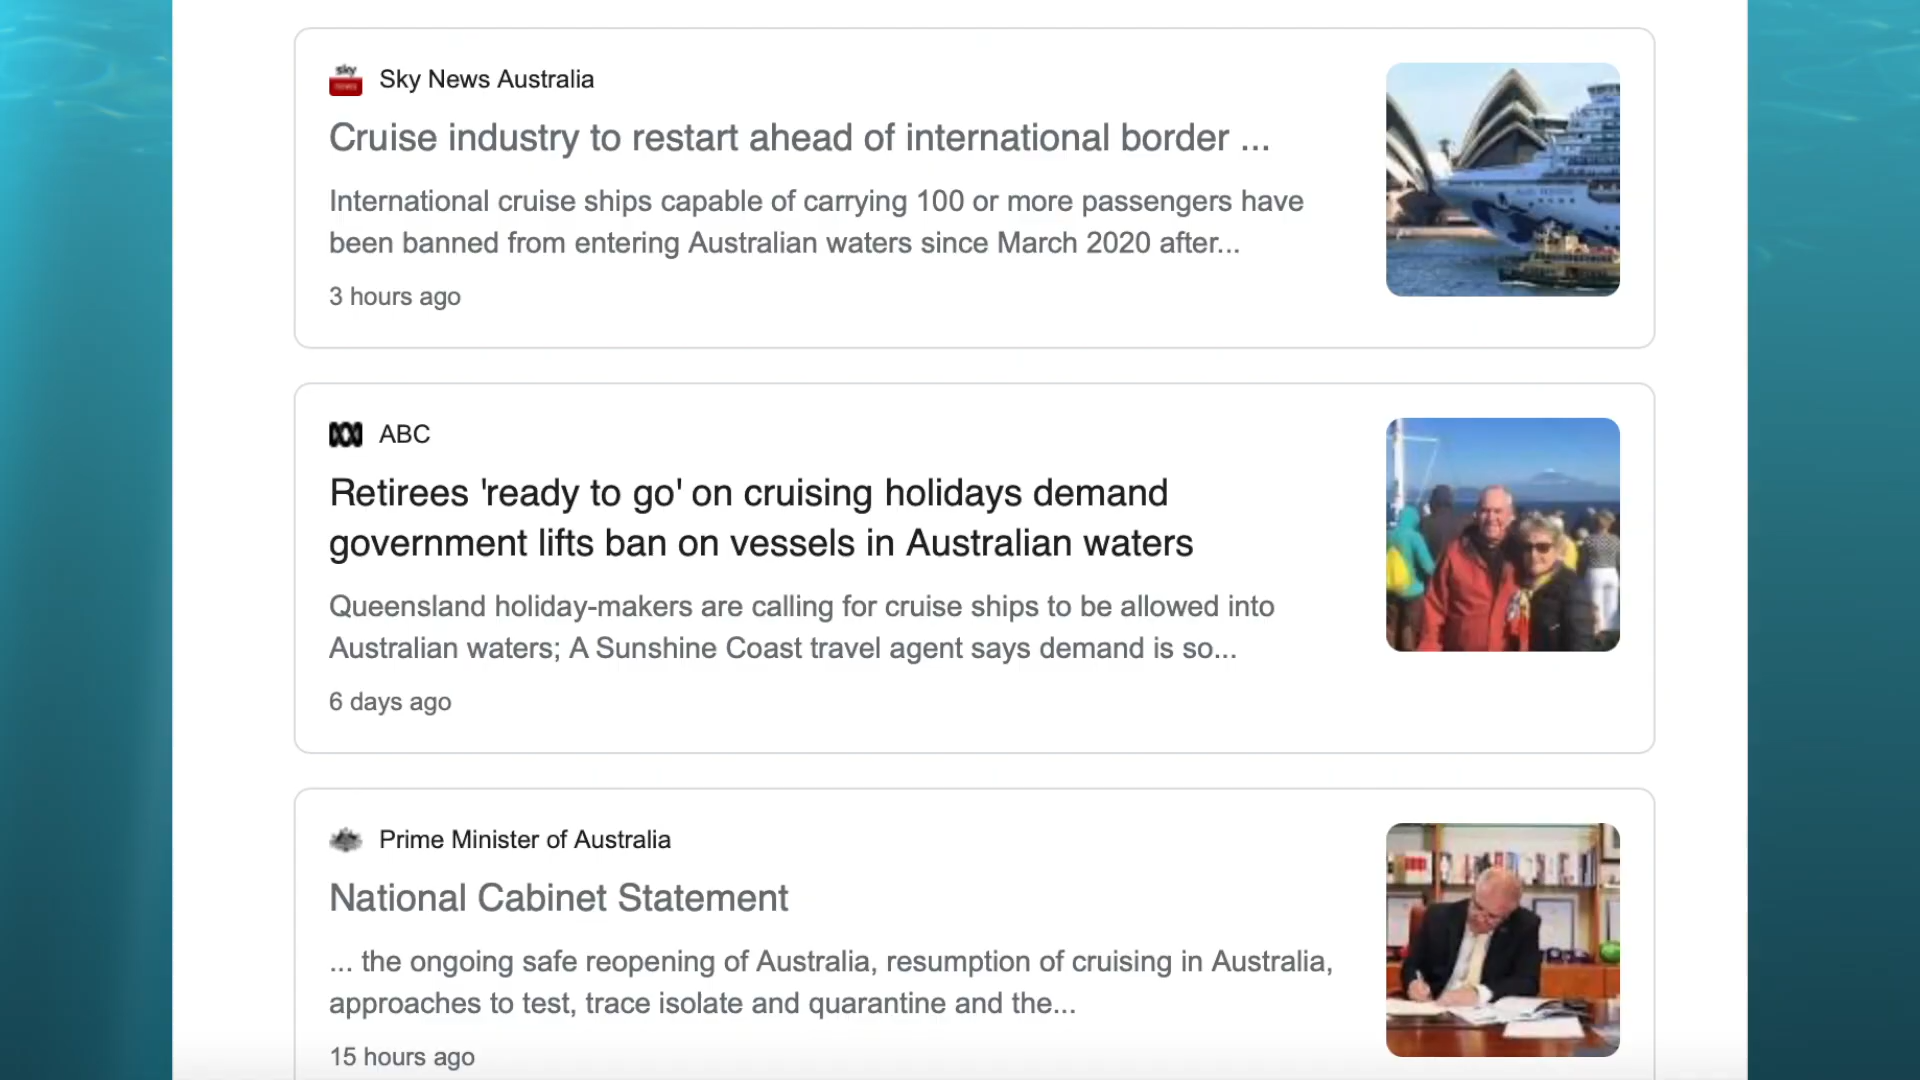 sky
news
Sky News Australia
Cruise industry to restart ahead of international border ...
International cruise ships capable of carrying 100 or more passengers have
been banned from entering Australian waters since March 2020 after...
3 hours ago
ABC
Retirees 'ready to go' on cruising holidays demand
government lifts ban on vessels in Australian waters
Queensland holiday-makers are calling for cruise ships to be allowed into
Australian waters; A Sunshine Coast travel agent says demand is so...
6 days ago
Prime Minister of Australia
National Cabinet Statement
... the ongoing safe reopening of Australia, resumption of cruising in Australia,
approaches to test, trace isolate and quarantine and the...
15 hours ago